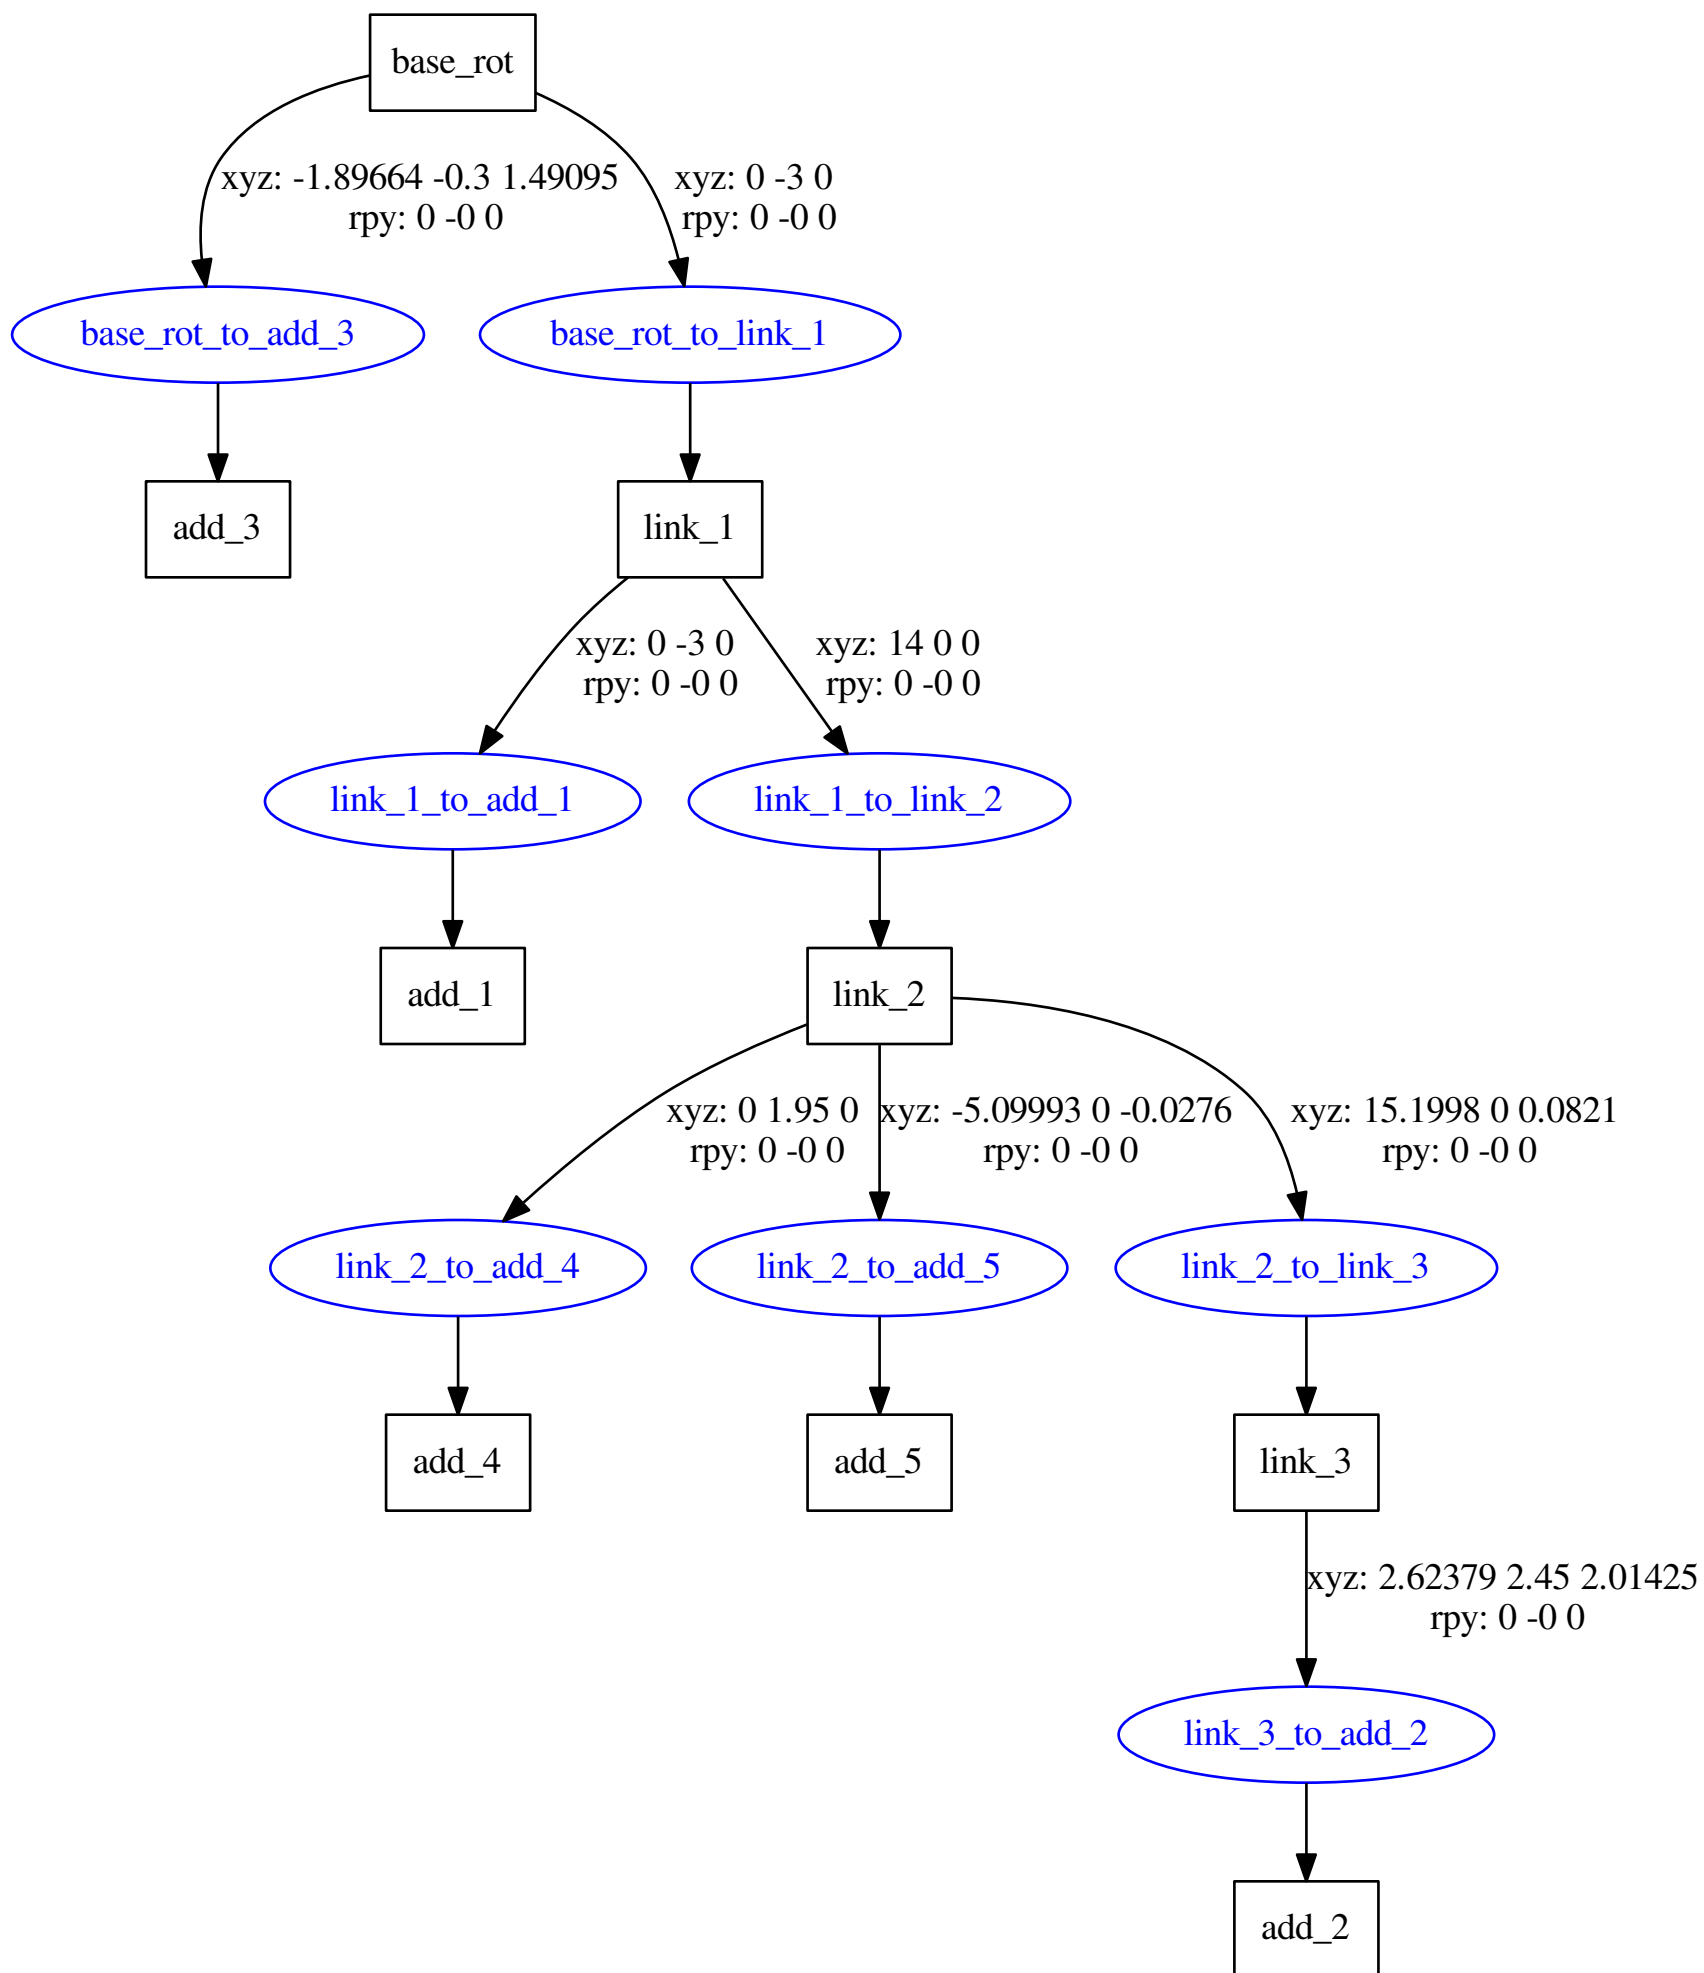 base_rot
xyz: -1.89664 -0.3 1.49095
rpy: 0 -0 0
xyz: 0 -3 0
rpy: 0 -0 0
base_rot_to_add_3
base_rot_to_link_1
add_3
link_1
xyz: 0 -3 0
rpy: 0 -0 0
xyz: 14 0 0
rpy: 0 -0 0
link_1_to_add_1
link_1_to_link_2
add_1
link_2
xyz: 0 1.95 0
rpy: 0 -0 0
xyz: -5.09993 0 -0.0276
rpy: 0 -0 0
xyz: 15.1998 0 0.0821
rpy: 0 -0 0
link_2_to_add_4
link_2_to_add_5
link_2_to_link_3
add_4
add_5
link_3
xyz: 2.62379 2.45 2.01425
rpy: 0 -0 0
link_3_to_add_2
add_2